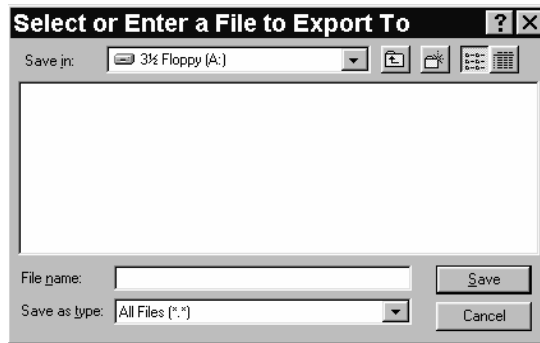 Select or Enter a File to Export To
Save in: 3½ Floppy (A:)
File name:
Save
Save as type: All Files (*.*)
Cancel